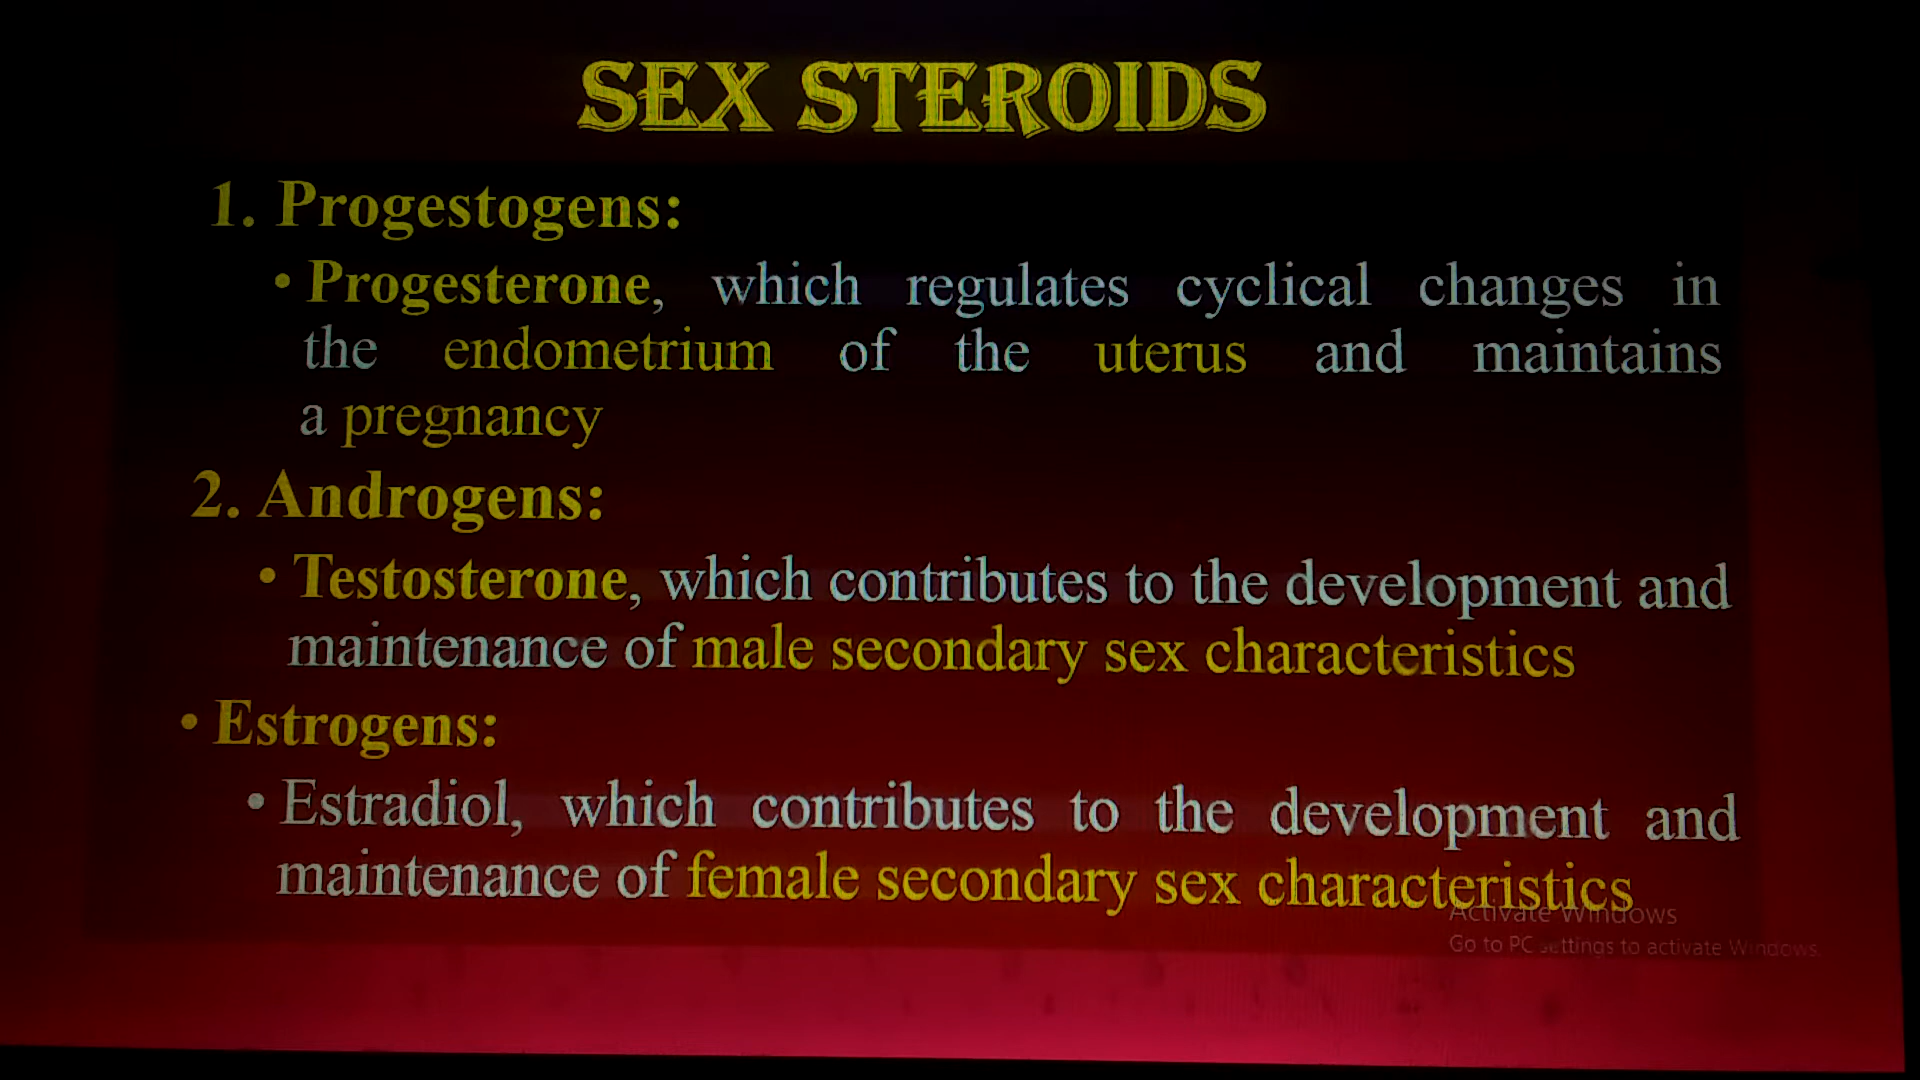 SEX STEROIDS
1. Progestogens:
• Progesterone, which regulates cyclical changes in
the endometrium of the uterus and maintains
a pregnancy
2. Androgens:
• Testosterone, which contributes to the development and
maintenance of male secondary sex characteristics
• Estrogens:
• Estradiol, which contributes to the development and
maintenance of female secondary sex characteristics
Activate Windows
Go to PC settings to activate Windows.